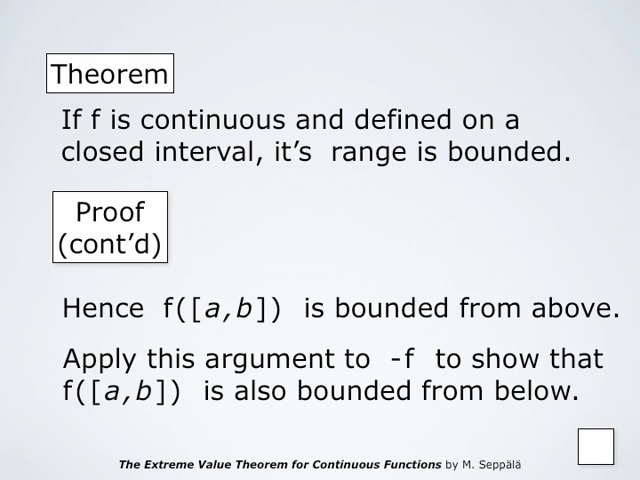 Theorem
If f is continuous and defined on a
closed interval, it’s range is bounded.
Proof
(cont’d)
Hence f([a,b]) is bounded from above.
Apply this argument to -f to show that
f([a,b]) is also bounded from below.
The Extreme Value Theorem for Continuous Functions by M. Seppälä